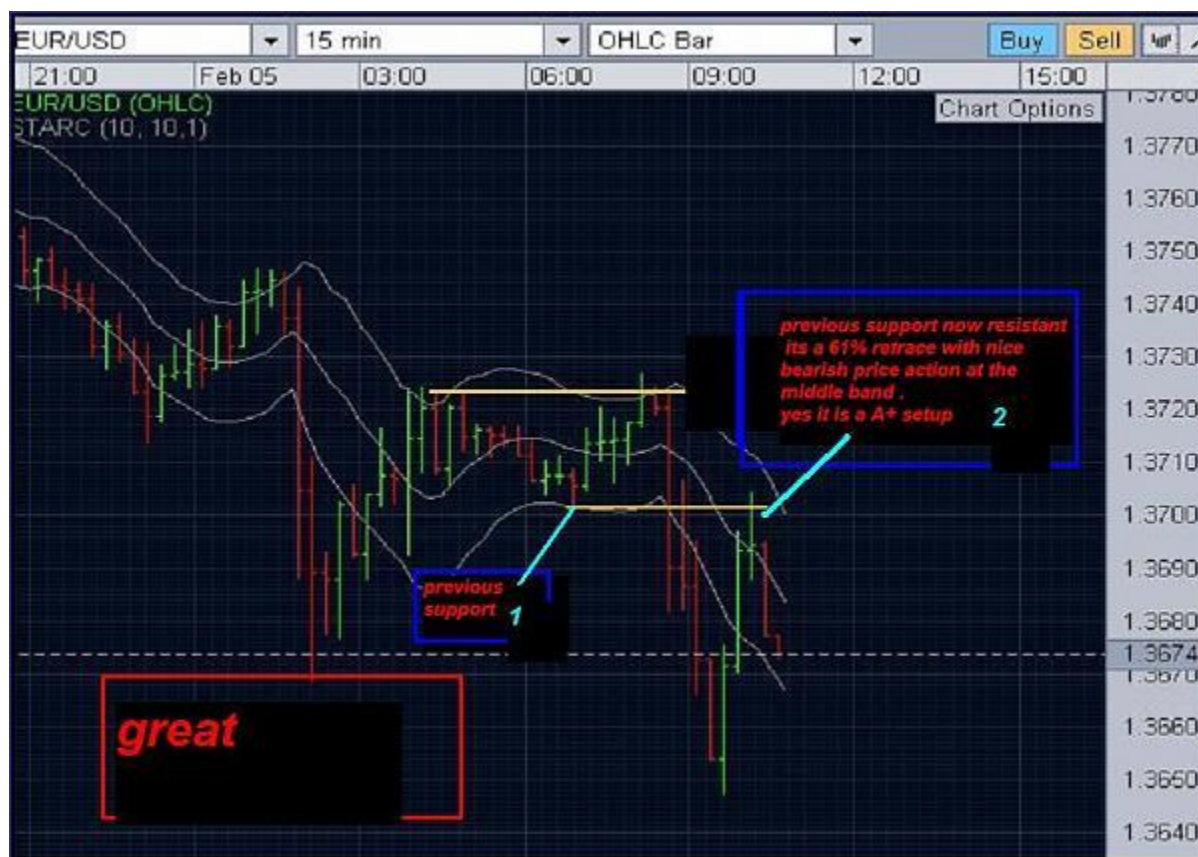 EUR/USD 15 min OHLC Bar Buy Sell
21:00 Feb 05 03:00 06:00 09:00 12:00 15:00
EUR/USD (OHLC)
STARC (10, 10,1)
Chart Options
1.3780
1.3770
1.3760
1.3750
1.3740
1.3730
1.3720
1.3710
1.3700
1.3690
1.3680
1.3674
1.3670
1.3660
1.3650
1.3640
previous support now resistant
its a 61% retrace with nice
bearish price action at the
middle band .
yes it is a A+ setup 2
previous
support 1
great